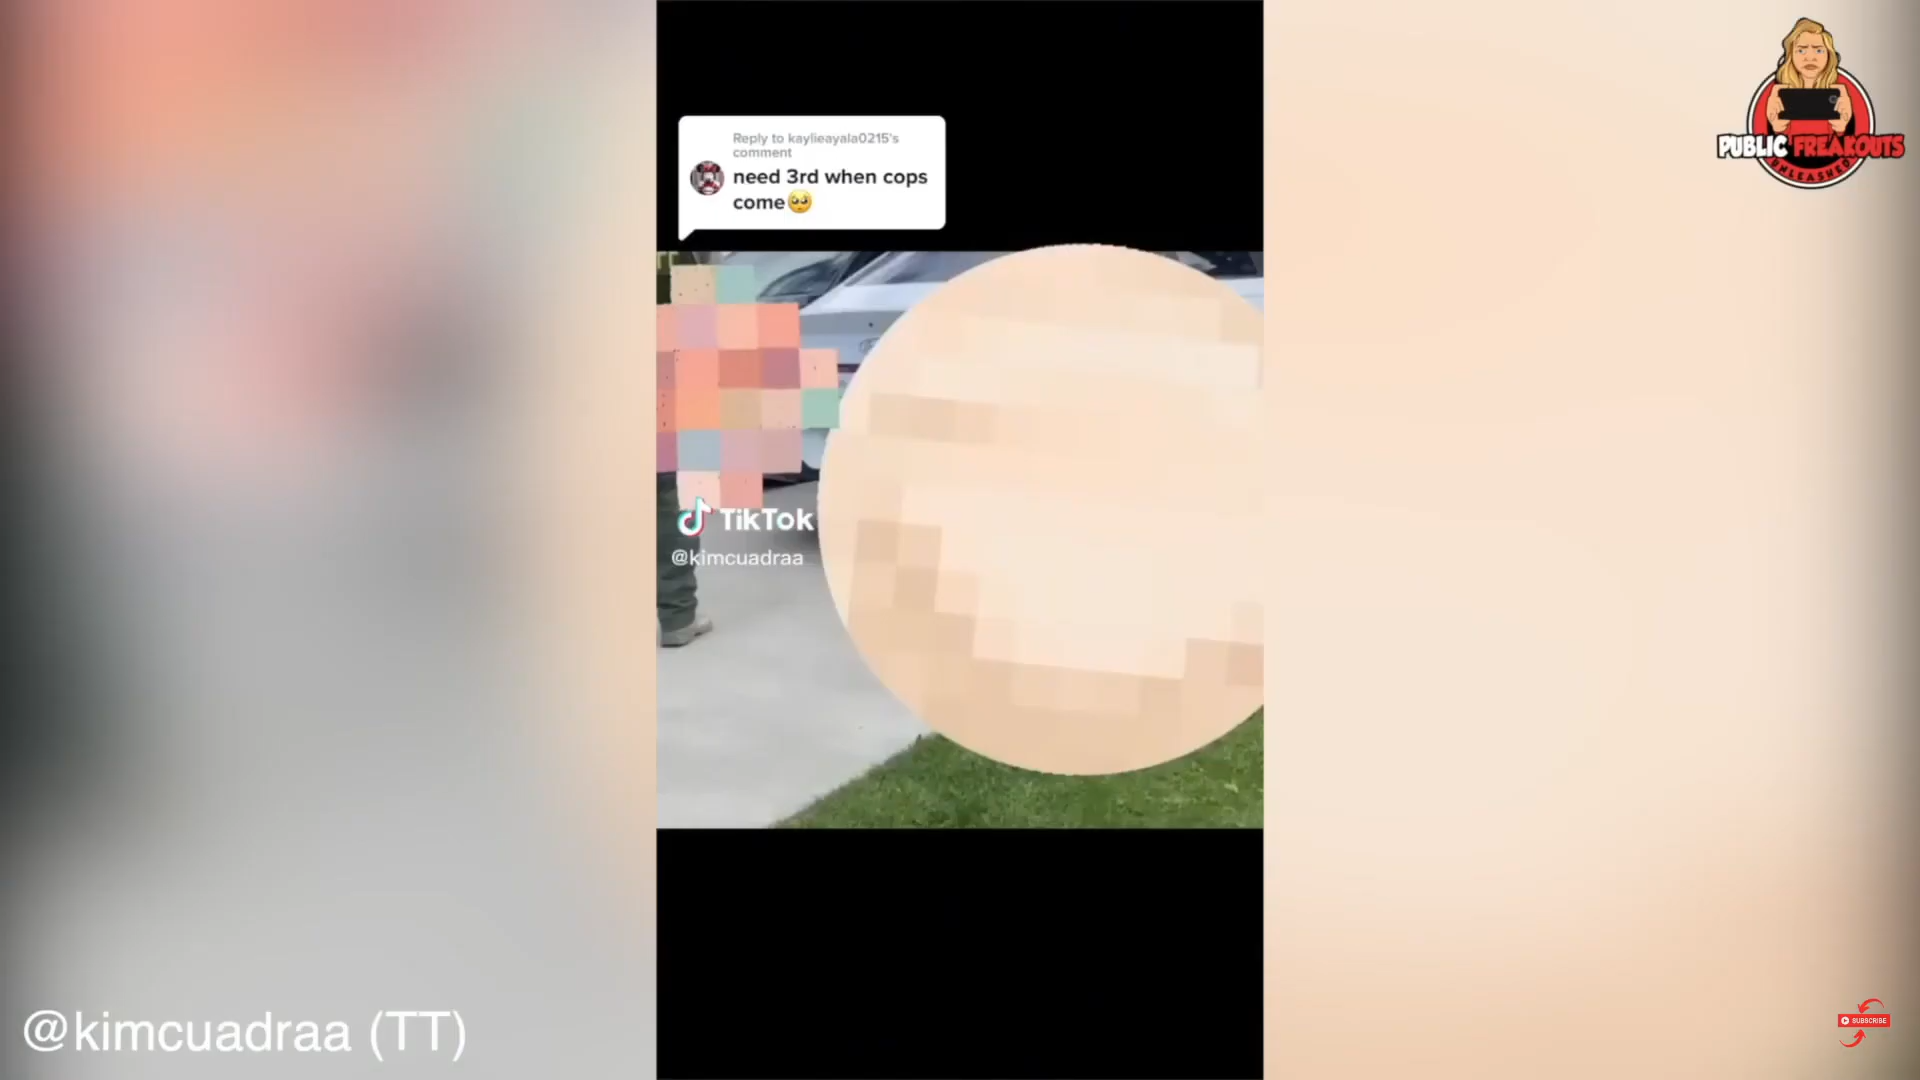 Reply to kaylieayala0215's
comment
need 3rd when cops
come🥺
TikTok
@kimcuadraa
@kimcuadraa (TT)
PUBLIC FREAKOUTS
UNLEASHED
SUBSCRIBE